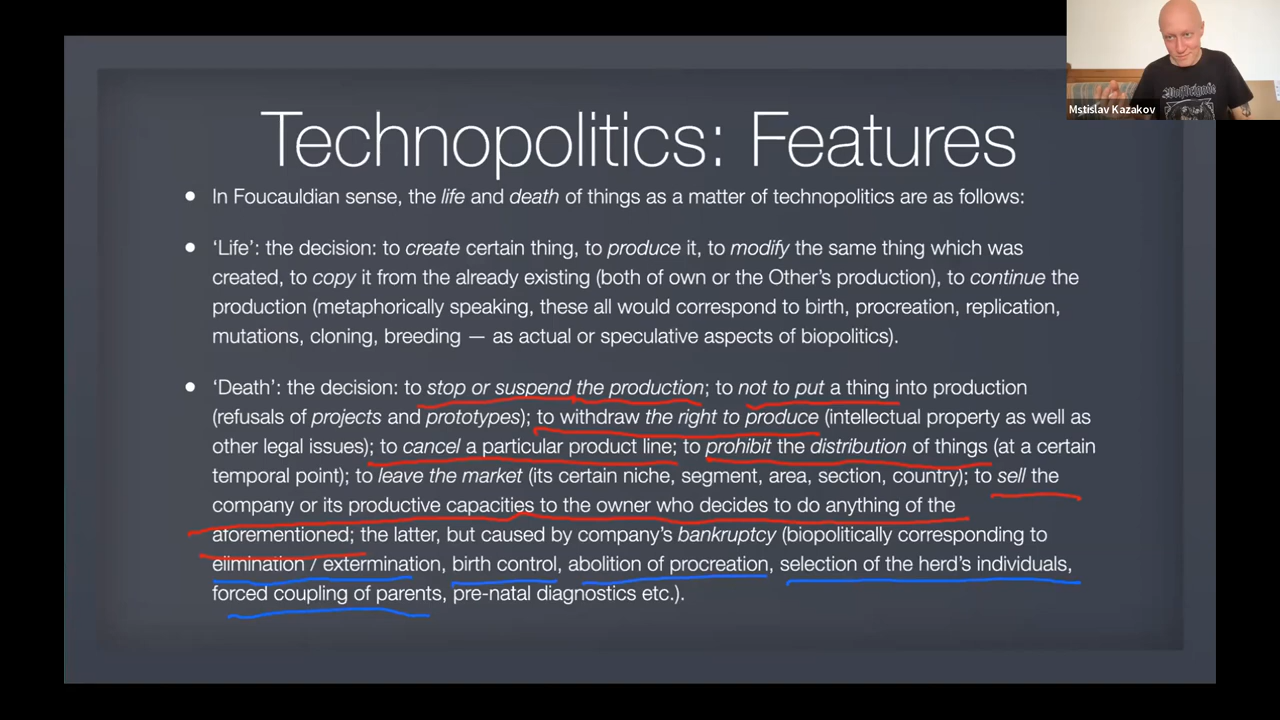 Technopolitics: Features
Mstislav Kazakov
• In Foucauldian sense, the life and death of things as a matter of technopolitics are as follows:
• ‘Life’: the decision: to create certain thing, to produce it, to modify the same thing which was
created, to copy it from the already existing (both of own or the Other’s production), to continue the
production (metaphorically speaking, these all would correspond to birth, procreation, replication,
mutations, cloning, breeding — as actual or speculative aspects of biopolitics).
• ‘Death’: the decision: to stop or suspend the production; to not to put a thing into production
(refusals of projects and prototypes); to withdraw the right to produce (intellectual property as well as
other legal issues); to cancel a particular product line; to prohibit the distribution of things (at a certain
temporal point); to leave the market (its certain niche, segment, area, section, country); to sell the
company or its productive capacities to the owner who decides to do anything of the
aforementioned; the latter, but caused by company’s bankruptcy (biopolitically corresponding to
elimination / extermination, birth control, abolition of procreation, selection of the herd’s individuals,
forced coupling of parents, pre-natal diagnostics etc.).